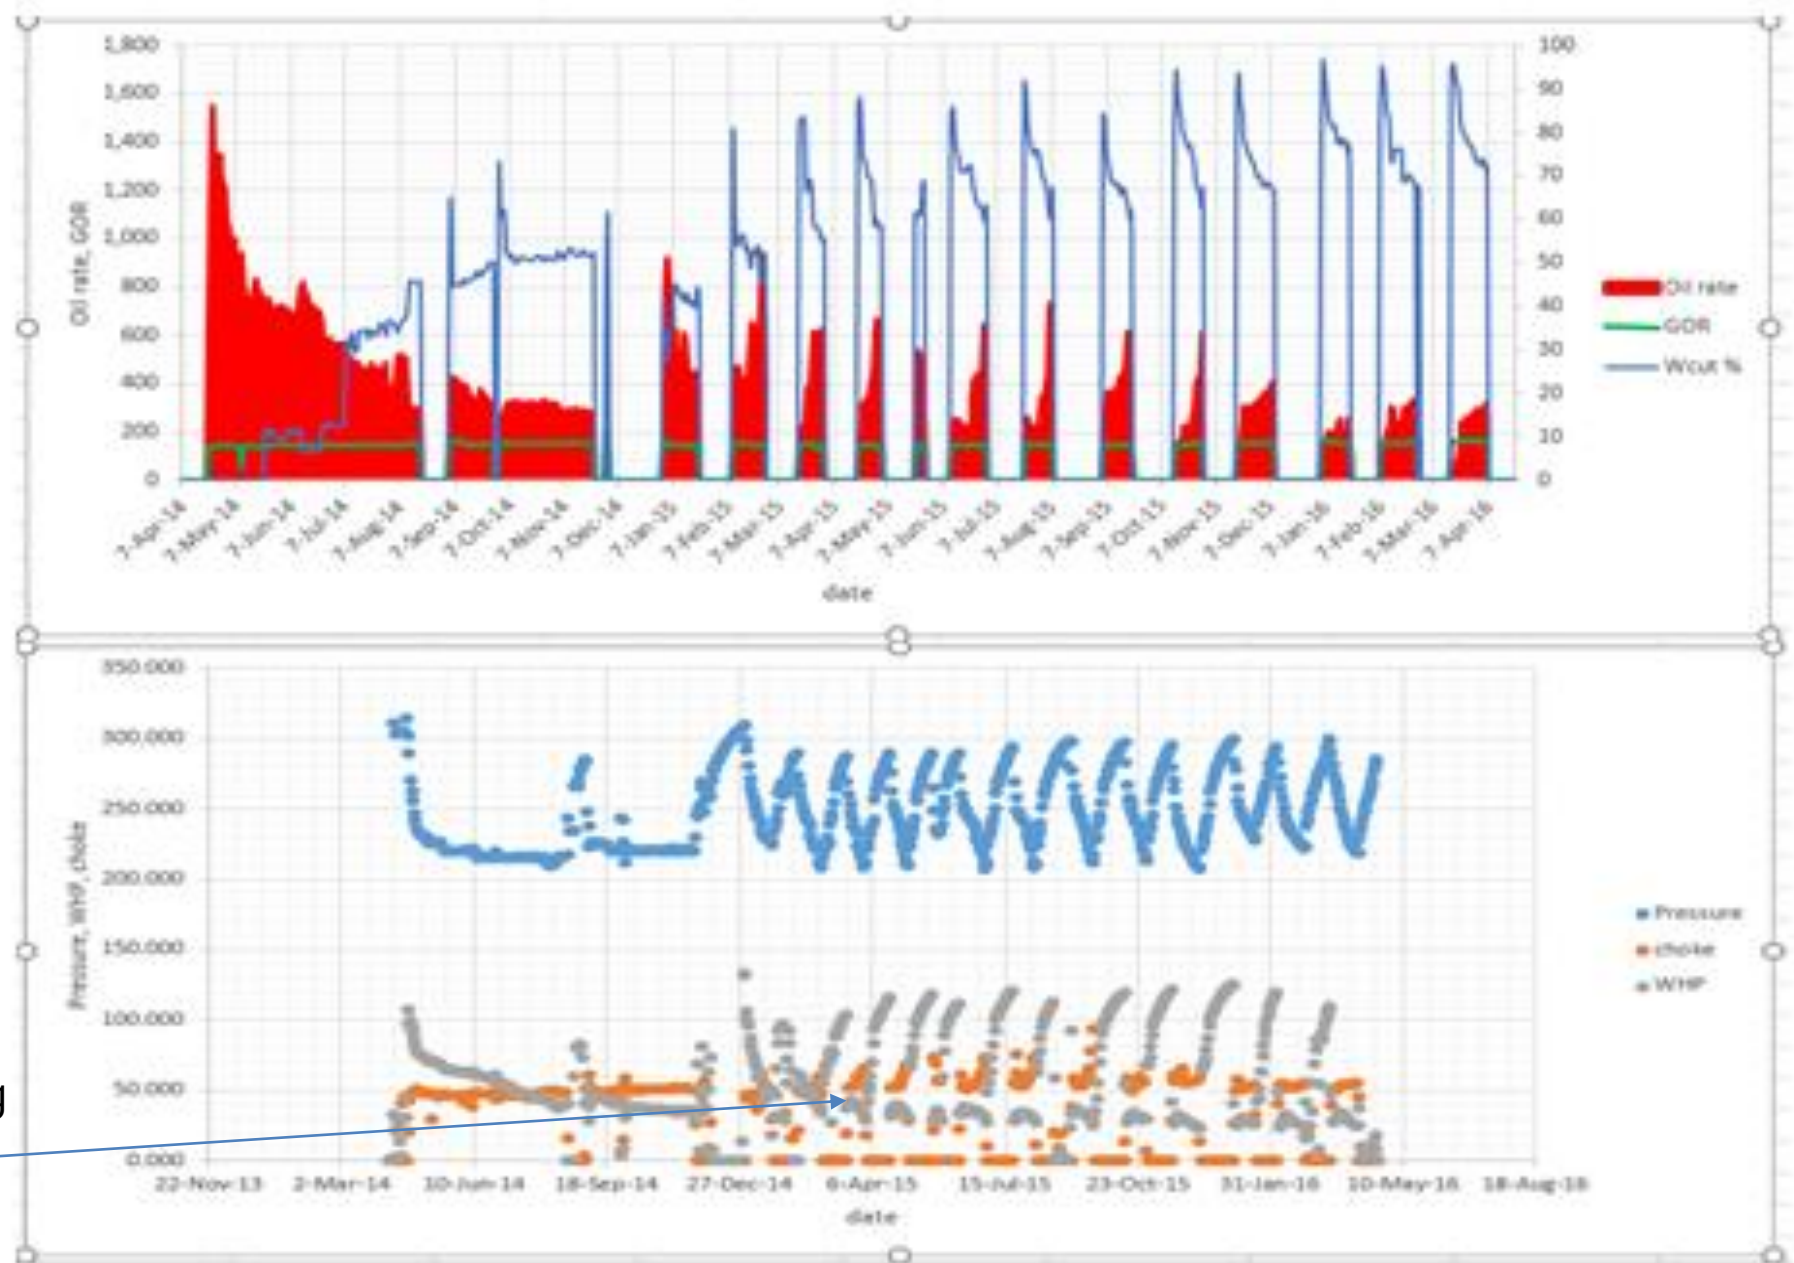 1,800
1,600
1,400
1,200
1,000
800
600
400
200
0
Oil rate, GOR
100
90
80
70
60
50
40
30
20
10
0
7-Apr-14
7-May-14
7-Jun-14
7-Jul-14
7-Aug-14
7-Sep-14
7-Oct-14
7-Nov-14
7-Dec-14
7-Jan-15
7-Feb-15
7-Mar-15
7-Apr-15
7-May-15
7-Jun-15
7-Jul-15
7-Aug-15
7-Sep-15
7-Oct-15
7-Nov-15
7-Dec-15
7-Jan-16
7-Feb-16
7-Mar-16
7-Apr-16
date
Oil rate
GOR
Wcut %
350.000
300.000
250.000
200.000
150.000
100.000
50.000
0.000
Pressure, WHP, choke
g
22-Nov-13
2-Mar-14
10-Jun-14
18-Sep-14
27-Dec-14
6-Apr-15
15-Jul-15
23-Oct-15
31-Jan-16
10-May-16
18-Aug-16
date
Pressure
choke
WHP